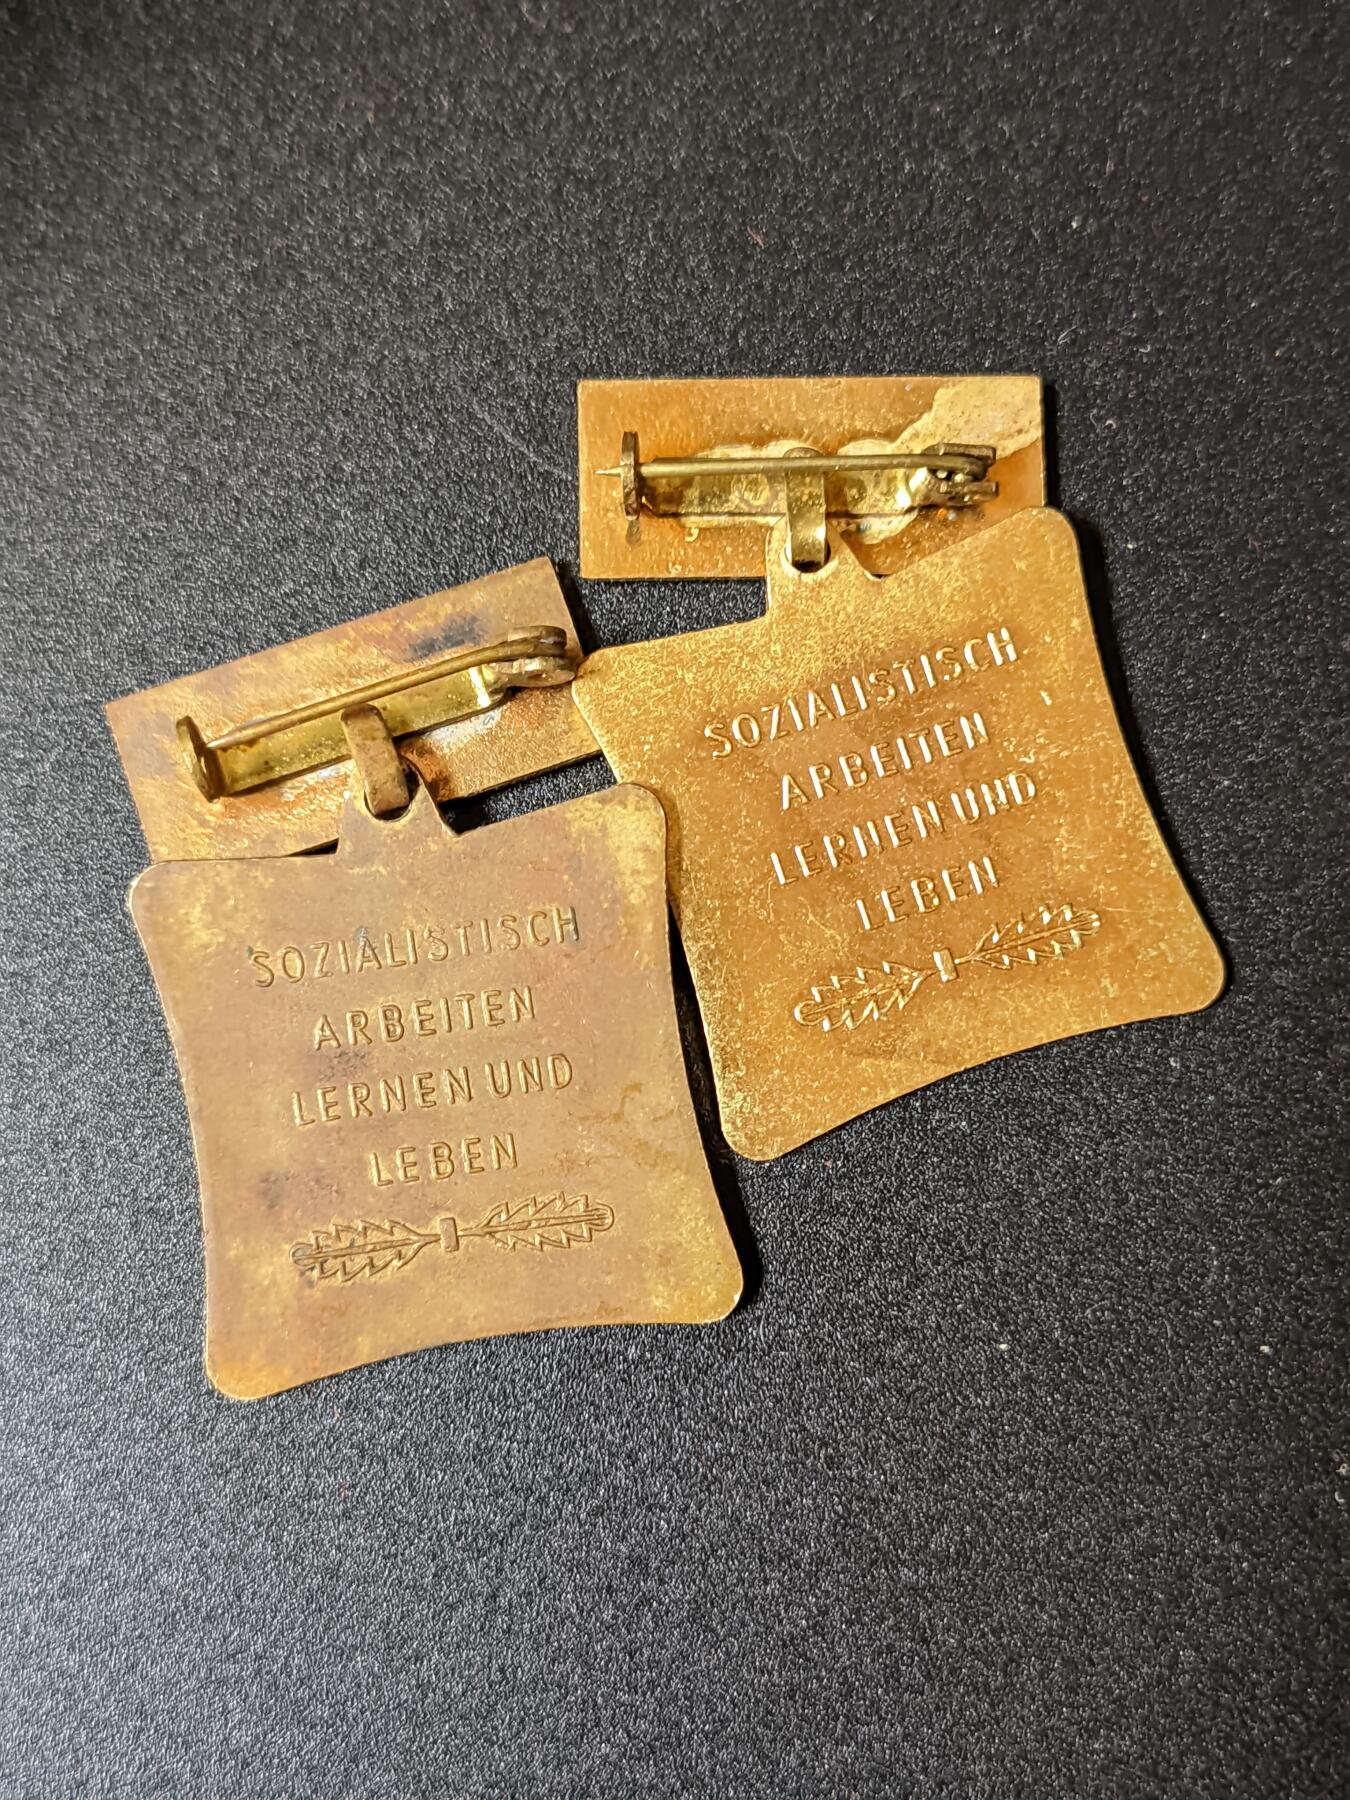 SOZIALISTISCH
ARBEITEN
LERNEN UND
LEBEN
SOZIALISTISCH
ARBEITEN
LERNEN UND
LEBEN